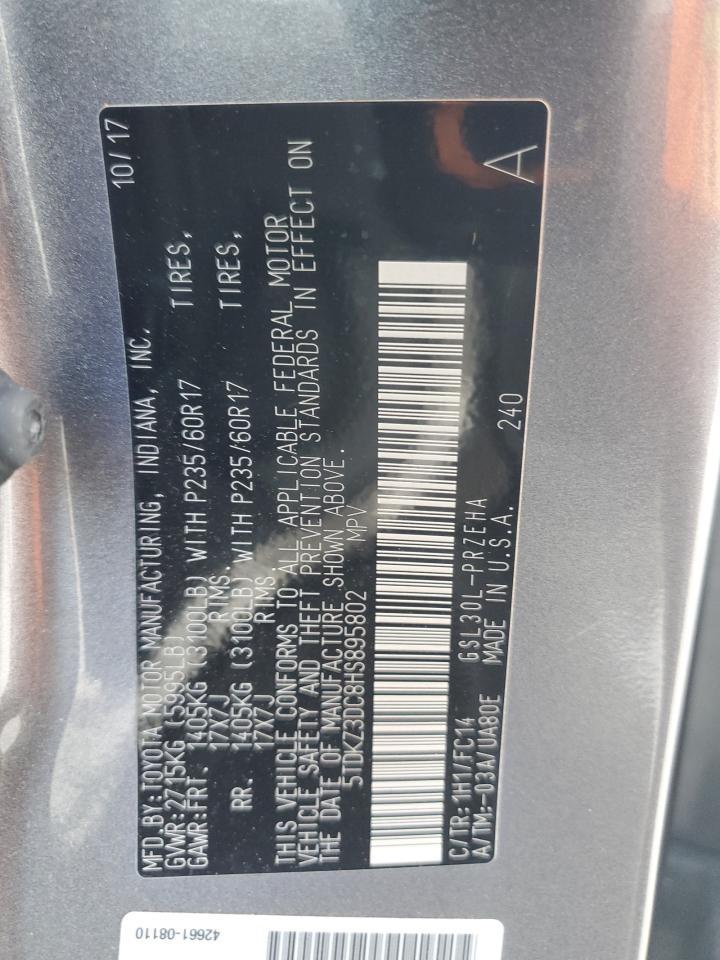 MFD.BY:TOYOTA MOTOR MANUFACTURING, INDIANA, INC. 10/17
GVWR:2715KG (5995LB)
GAWR:FRT. 1405KG (3100LB) WITH P235/60R17 TIRES,
17X7J RIMS
RR. 1405KG (3100LB) WITH P235/60R17 TIRES,
17X7J RIMS
THIS VEHICLE CONFORMS TO ALL APPLICABLE FEDERAL MOTOR
VEHICLE SAFETY AND THEFT PREVENTION STANDARDS IN EFFECT ON
THE DATE OF MANUFACTURE SHOWN ABOVE.
5TDKZ3DC8HS895802 MPV
C/TR:1H1/FC14 GSL30L-PRZEHA
A/TM:-03A/UA80E MADE IN U.S.A. 240 A
42661-08110